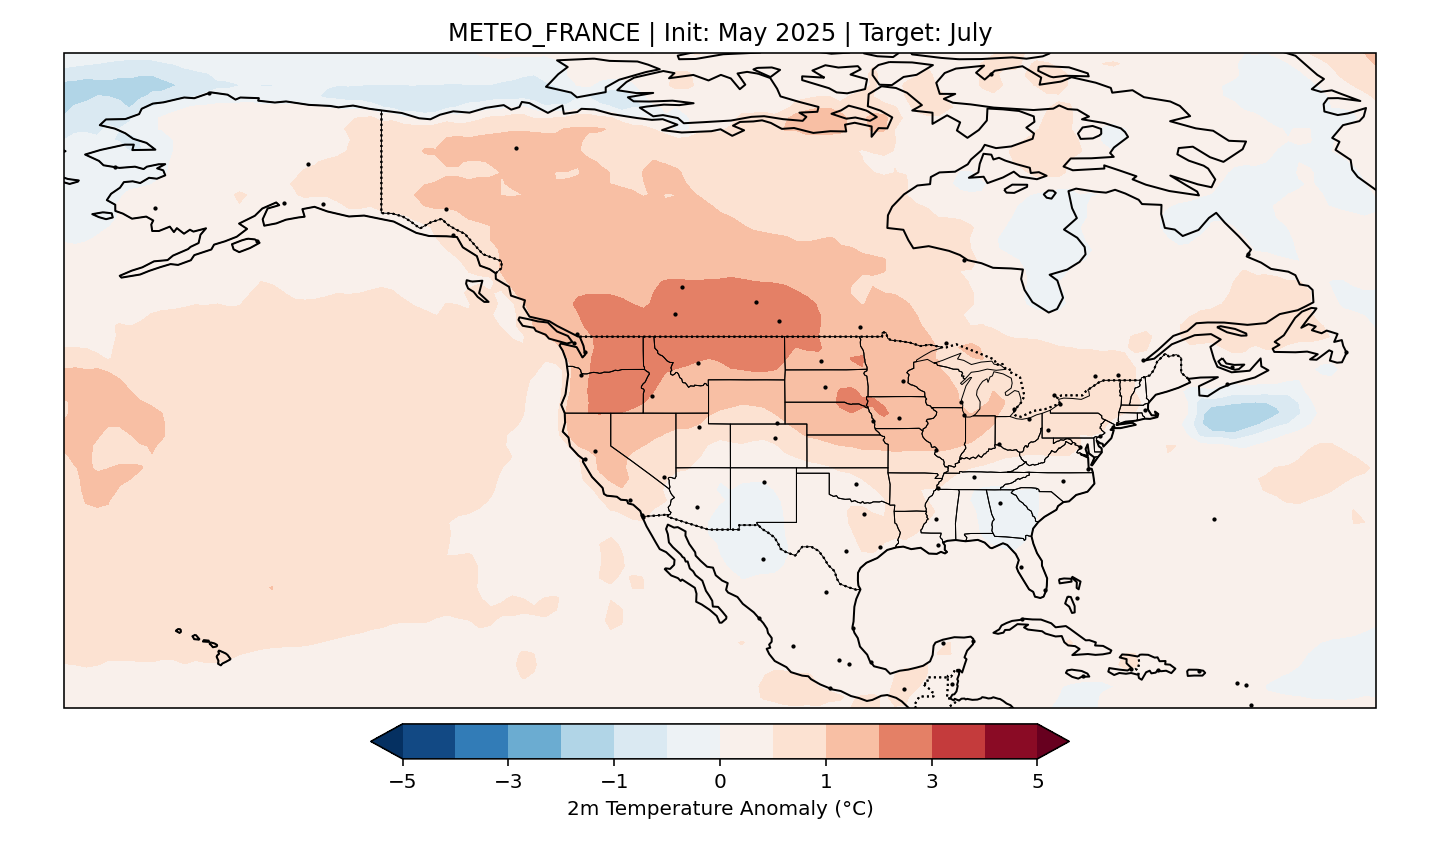 METEO_FRANCE | Init: May 2025 | Target: July
−5 −3 −1 0 1 3 5
2m Temperature Anomaly (°C)